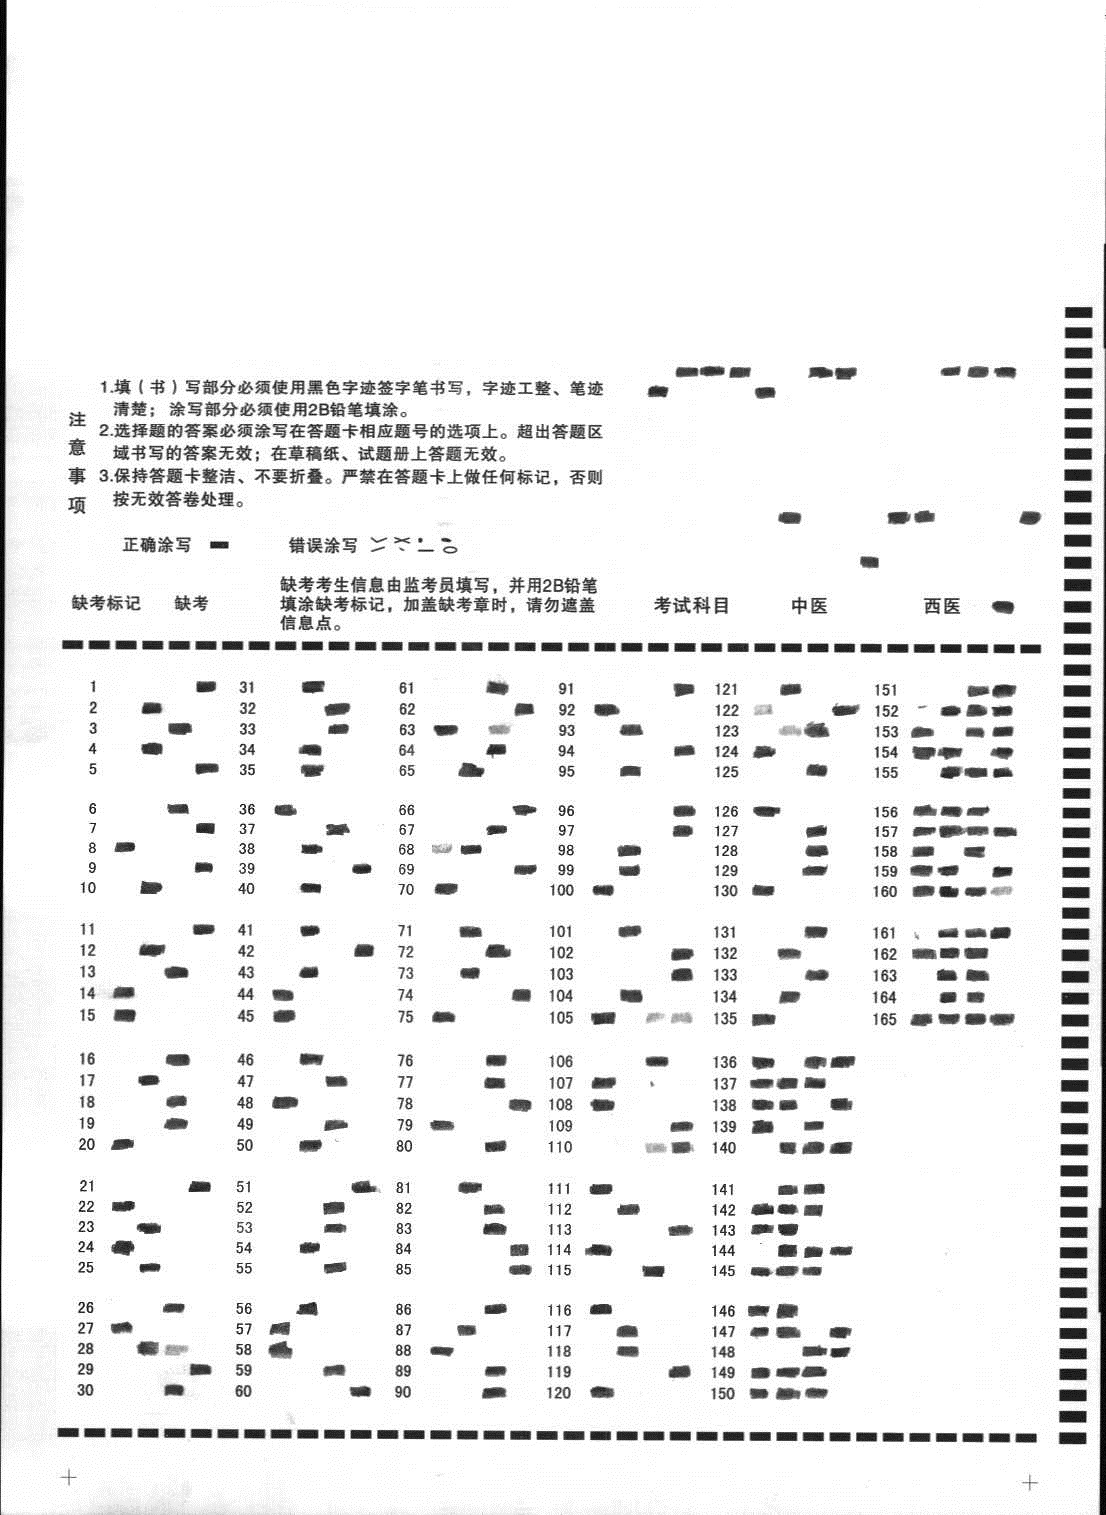 注意事项
1.填（书）写部分必须使用黑色字迹签字笔书写，字迹工整、笔迹
清�；涂写部分必须使用2B铅笔填涂。
2.选择题的答案必须涂写在答题卡相应题号的选项上。超出答题区
域书写的答案无效；在草稿纸、试题册上答题无效。
3.保持答题卡整洁、不要折叠。严禁在答题卡上做任何标记，否则
按无效答卷处理。
正确涂写 错误涂写
缺考标记 缺考
缺考考生信息由监考员填写，并用2B铅笔
填涂缺考标记，加盖缺考章时，请勿遮盖
信息点。
考试科目 中医 西医
1 31 61 91 121 151
2 32 62 92 122 152
3 33 63 93 123 153
4 34 64 94 124 154
5 35 65 95 125 155
6 36 66 96 126 156
7 37 67 97 127 157
8 38 68 98 128 158
9 39 69 99 129 159
10 40 70 100 130 160
11 41 71 101 131 161
12 42 72 102 132 162
13 43 73 103 133 163
14 44 74 104 134 164
15 45 75 105 135 165
16 46 76 106 136
17 47 77 107 137
18 48 78 108 138
19 49 79 109 139
20 50 80 110 140
21 51 81 111 141
22 52 82 112 142
23 53 83 113 143
24 54 84 114 144
25 55 85 115 145
26 56 86 116 146
27 57 87 117 147
28 58 88 118 148
29 59 89 119 149
30 60 90 120 150